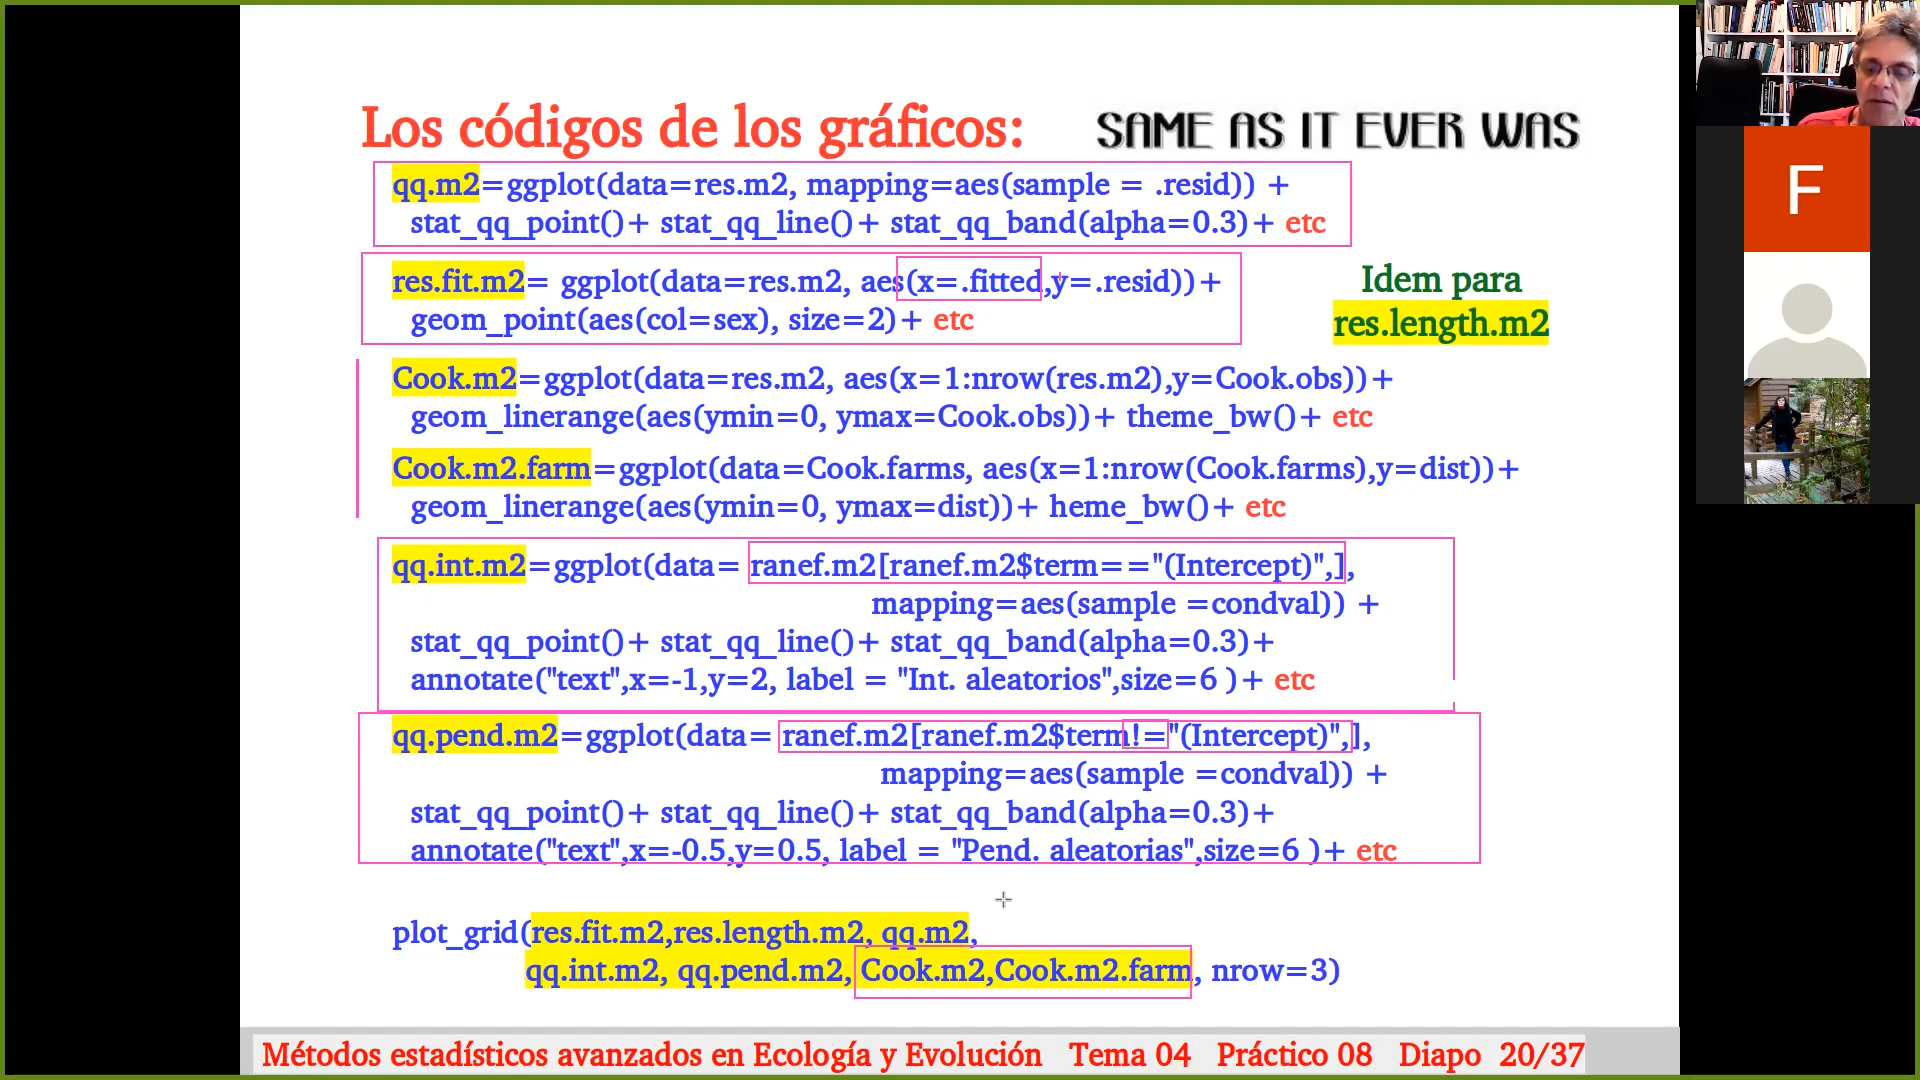 Los códigos de los gráficos:
SAME AS IT EVER WAS
qq.m2=ggplot(data=res.m2, mapping=aes(sample = .resid)) +
stat_qq_point()+ stat_qq_line()+ stat_qq_band(alpha=0.3)+ etc
res.fit.m2= ggplot(data=res.m2, aes(x=.fitted,y=.resid))+
geom_point(aes(col=sex), size=2)+ etc
Idem para
res.length.m2
Cook.m2=ggplot(data=res.m2, aes(x=1:nrow(res.m2),y=Cook.obs))+
geom_linerange(aes(ymin=0, ymax=Cook.obs))+ theme_bw()+ etc
Cook.m2.farm=ggplot(data=Cook.farms, aes(x=1:nrow(Cook.farms),y=dist))+
geom_linerange(aes(ymin=0, ymax=dist))+ heme_bw()+ etc
qq.int.m2=ggplot(data= ranef.m2[ranef.m2$term=="(Intercept)",],
mapping=aes(sample =condval)) +
stat_qq_point()+ stat_qq_line()+ stat_qq_band(alpha=0.3)+
annotate("text",x=-1,y=2, label = "Int. aleatorios",size=6 )+ etc
qq.pend.m2=ggplot(data= ranef.m2[ranef.m2$term!="(Intercept)",],
mapping=aes(sample =condval)) +
stat_qq_point()+ stat_qq_line()+ stat_qq_band(alpha=0.3)+
annotate("text",x=-0.5,y=0.5, label = "Pend. aleatorias",size=6 )+ etc
plot_grid(res.fit.m2,res.length.m2, qq.m2,
qq.int.m2, qq.pend.m2, Cook.m2,Cook.m2.farm, nrow=3)
Métodos estadísticos avanzados en Ecología y Evolución Tema 04 Práctico 08 Diapo 20/37
F